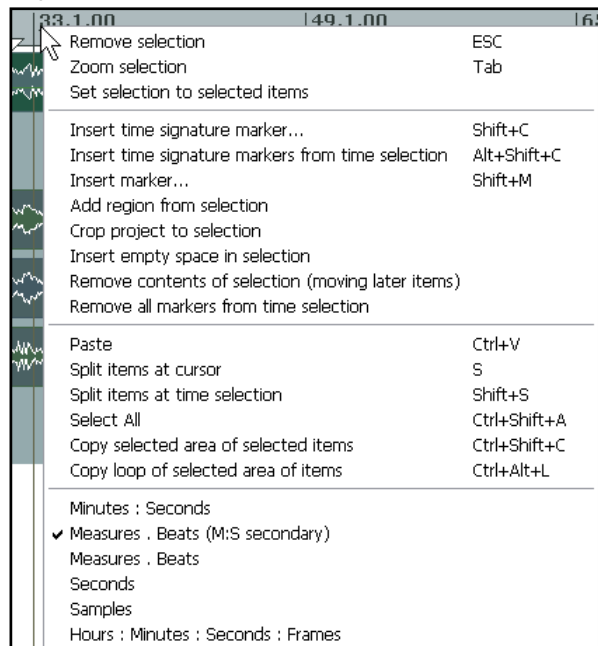 33.1.00 49.1.00
Remove selection ESC
Zoom selection Tab
Set selection to selected items
Insert time signature marker... Shift+C
Insert time signature markers from time selection Alt+Shift+C
Insert marker... Shift+M
Add region from selection
Crop project to selection
Insert empty space in selection
Remove contents of selection (moving later items)
Remove all markers from time selection
Paste Ctrl+V
Split items at cursor S
Split items at time selection Shift+S
Select All Ctrl+Shift+A
Copy selected area of selected items Ctrl+Shift+C
Copy loop of selected area of items Ctrl+Alt+L
Minutes : Seconds
Measures . Beats (M:S secondary)
Measures . Beats
Seconds
Samples
Hours : Minutes : Seconds : Frames